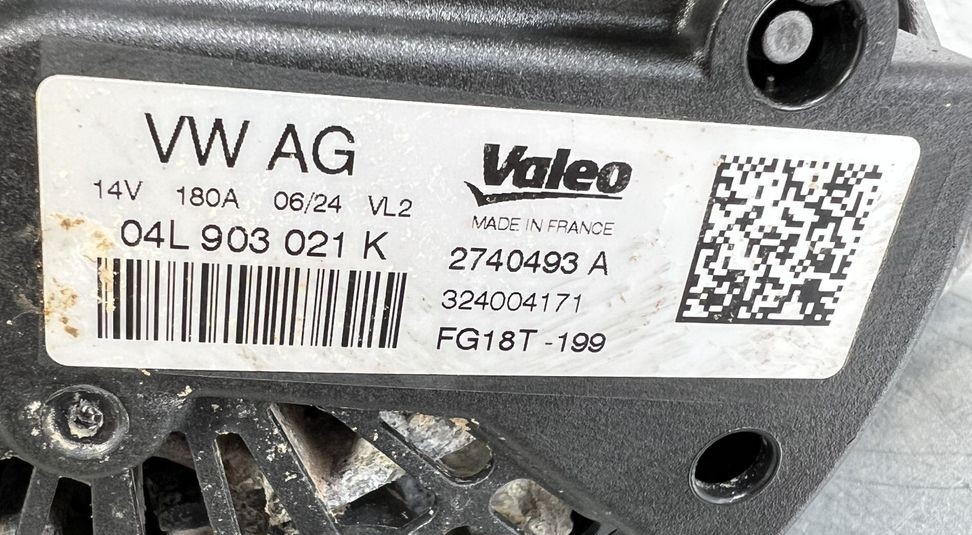 VW AG
14V 180A 06/24 VL2
04L 903 021 K
Valeo
MADE IN FRANCE
2740493 A
324004171
FG18T -199